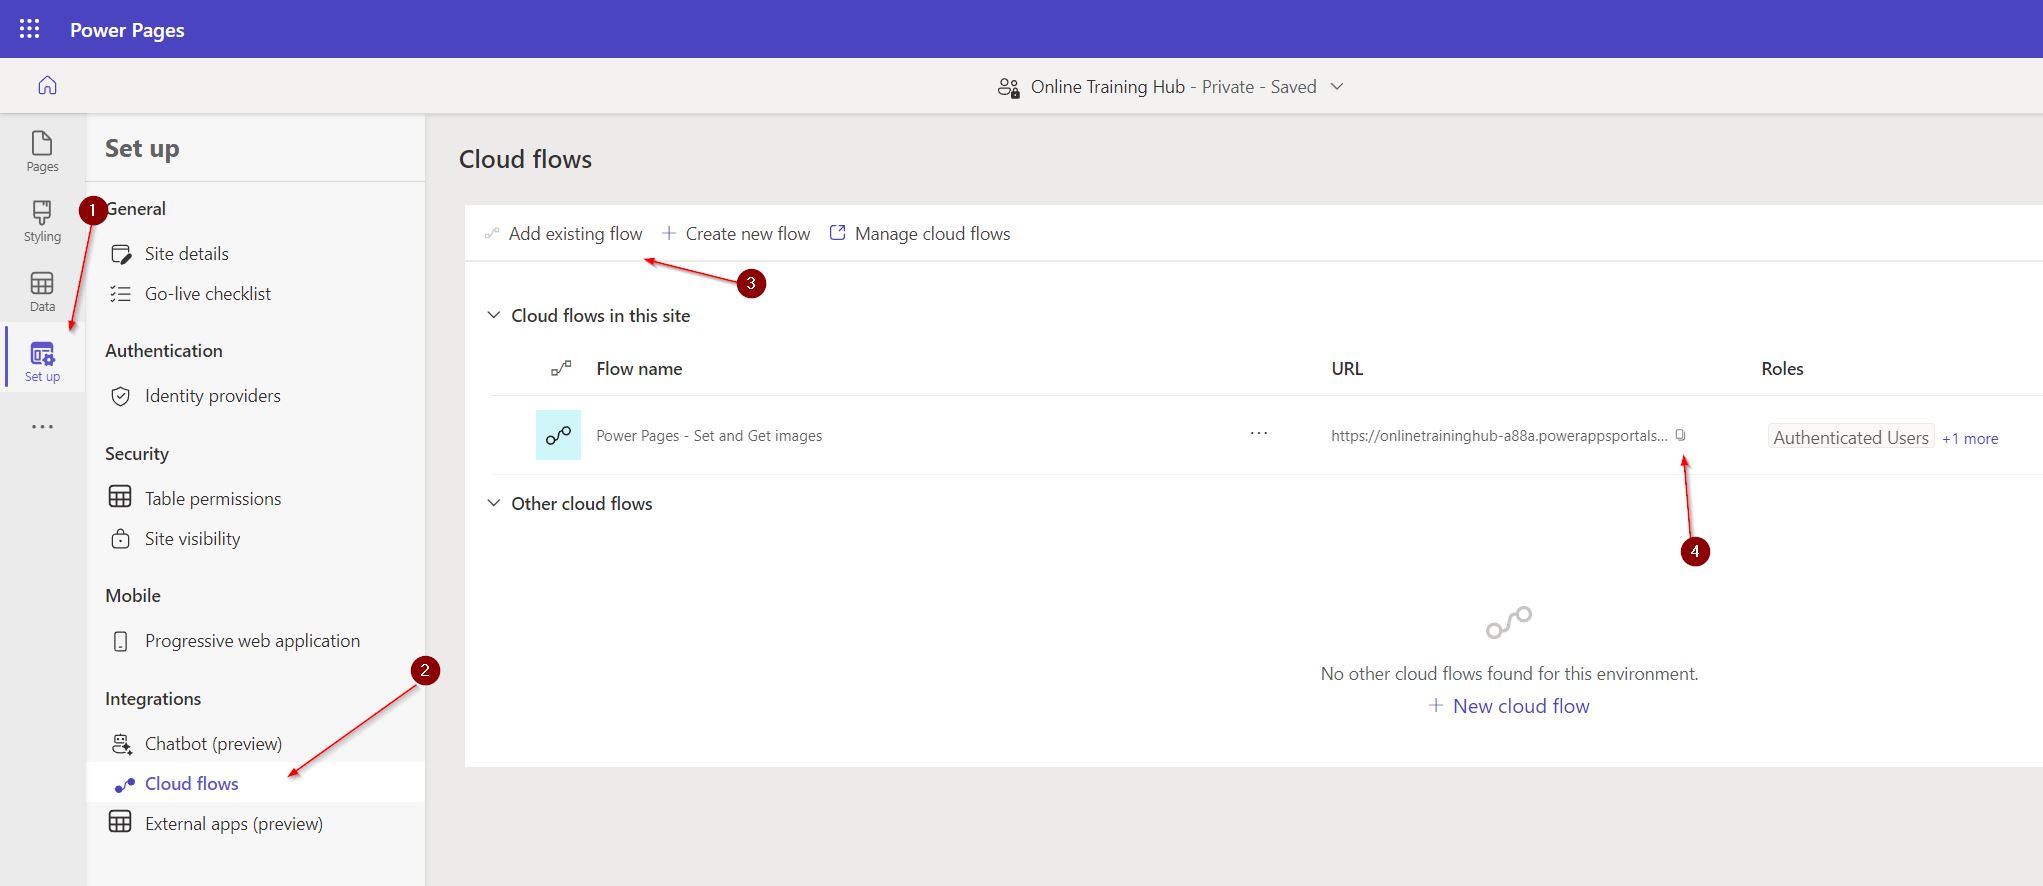 Power Pages
Online Training Hub - Private - Saved
Pages
Styling
Data
Set up
Set up
1
General
Site details
Go-live checklist
Authentication
Identity providers
Security
Table permissions
Site visibility
Mobile
Progressive web application
2
Integrations
Chatbot (preview)
Cloud flows
External apps (preview)
Cloud flows
Add existing flow + Create new flow Manage cloud flows
3
Cloud flows in this site
Flow name URL Roles
Power Pages - Set and Get images ... https://onlinetraininghub-a88a.powerappsportals... Authenticated Users +1 more
Other cloud flows
4
No other cloud flows found for this environment.
+ New cloud flow